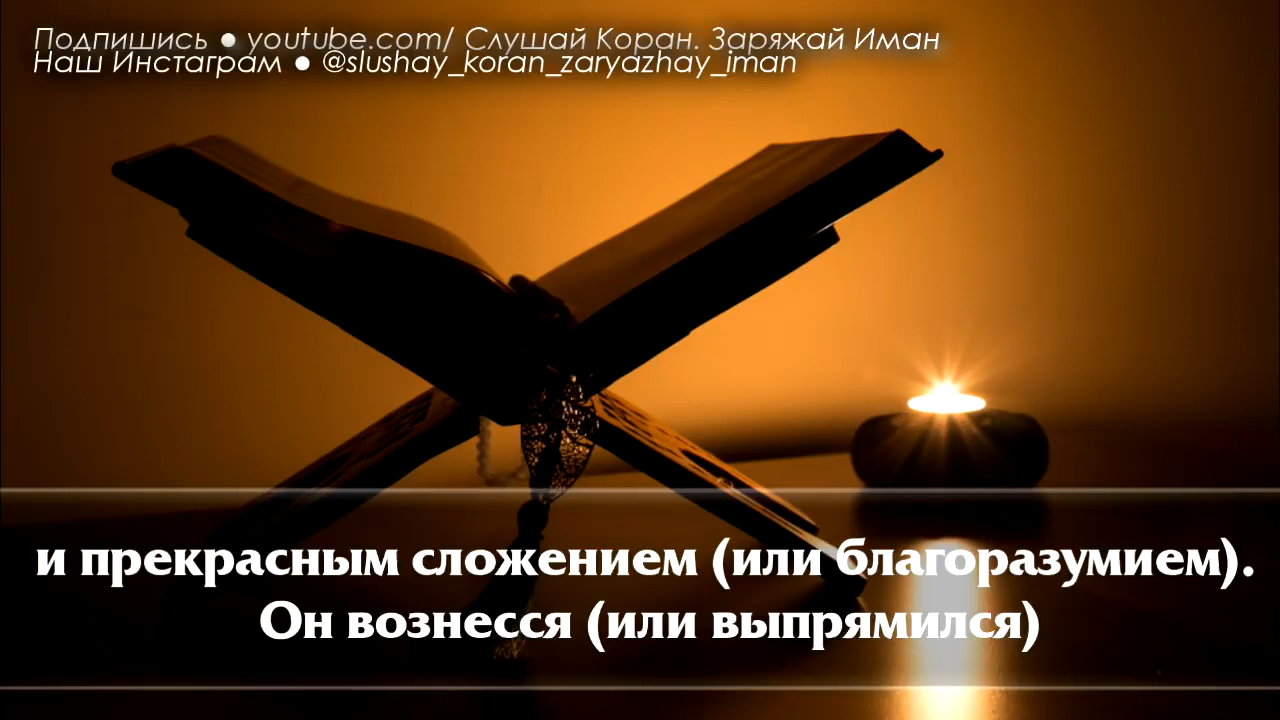 Подпишись ● youtube.com/ Слушай Коран. Заряжай Иман
Наш Инстаграм ● @slushay_koran_zaryazhay_iman
и прекрасным сложением (или благоразумием).
Он вознесся (или выпрямился)